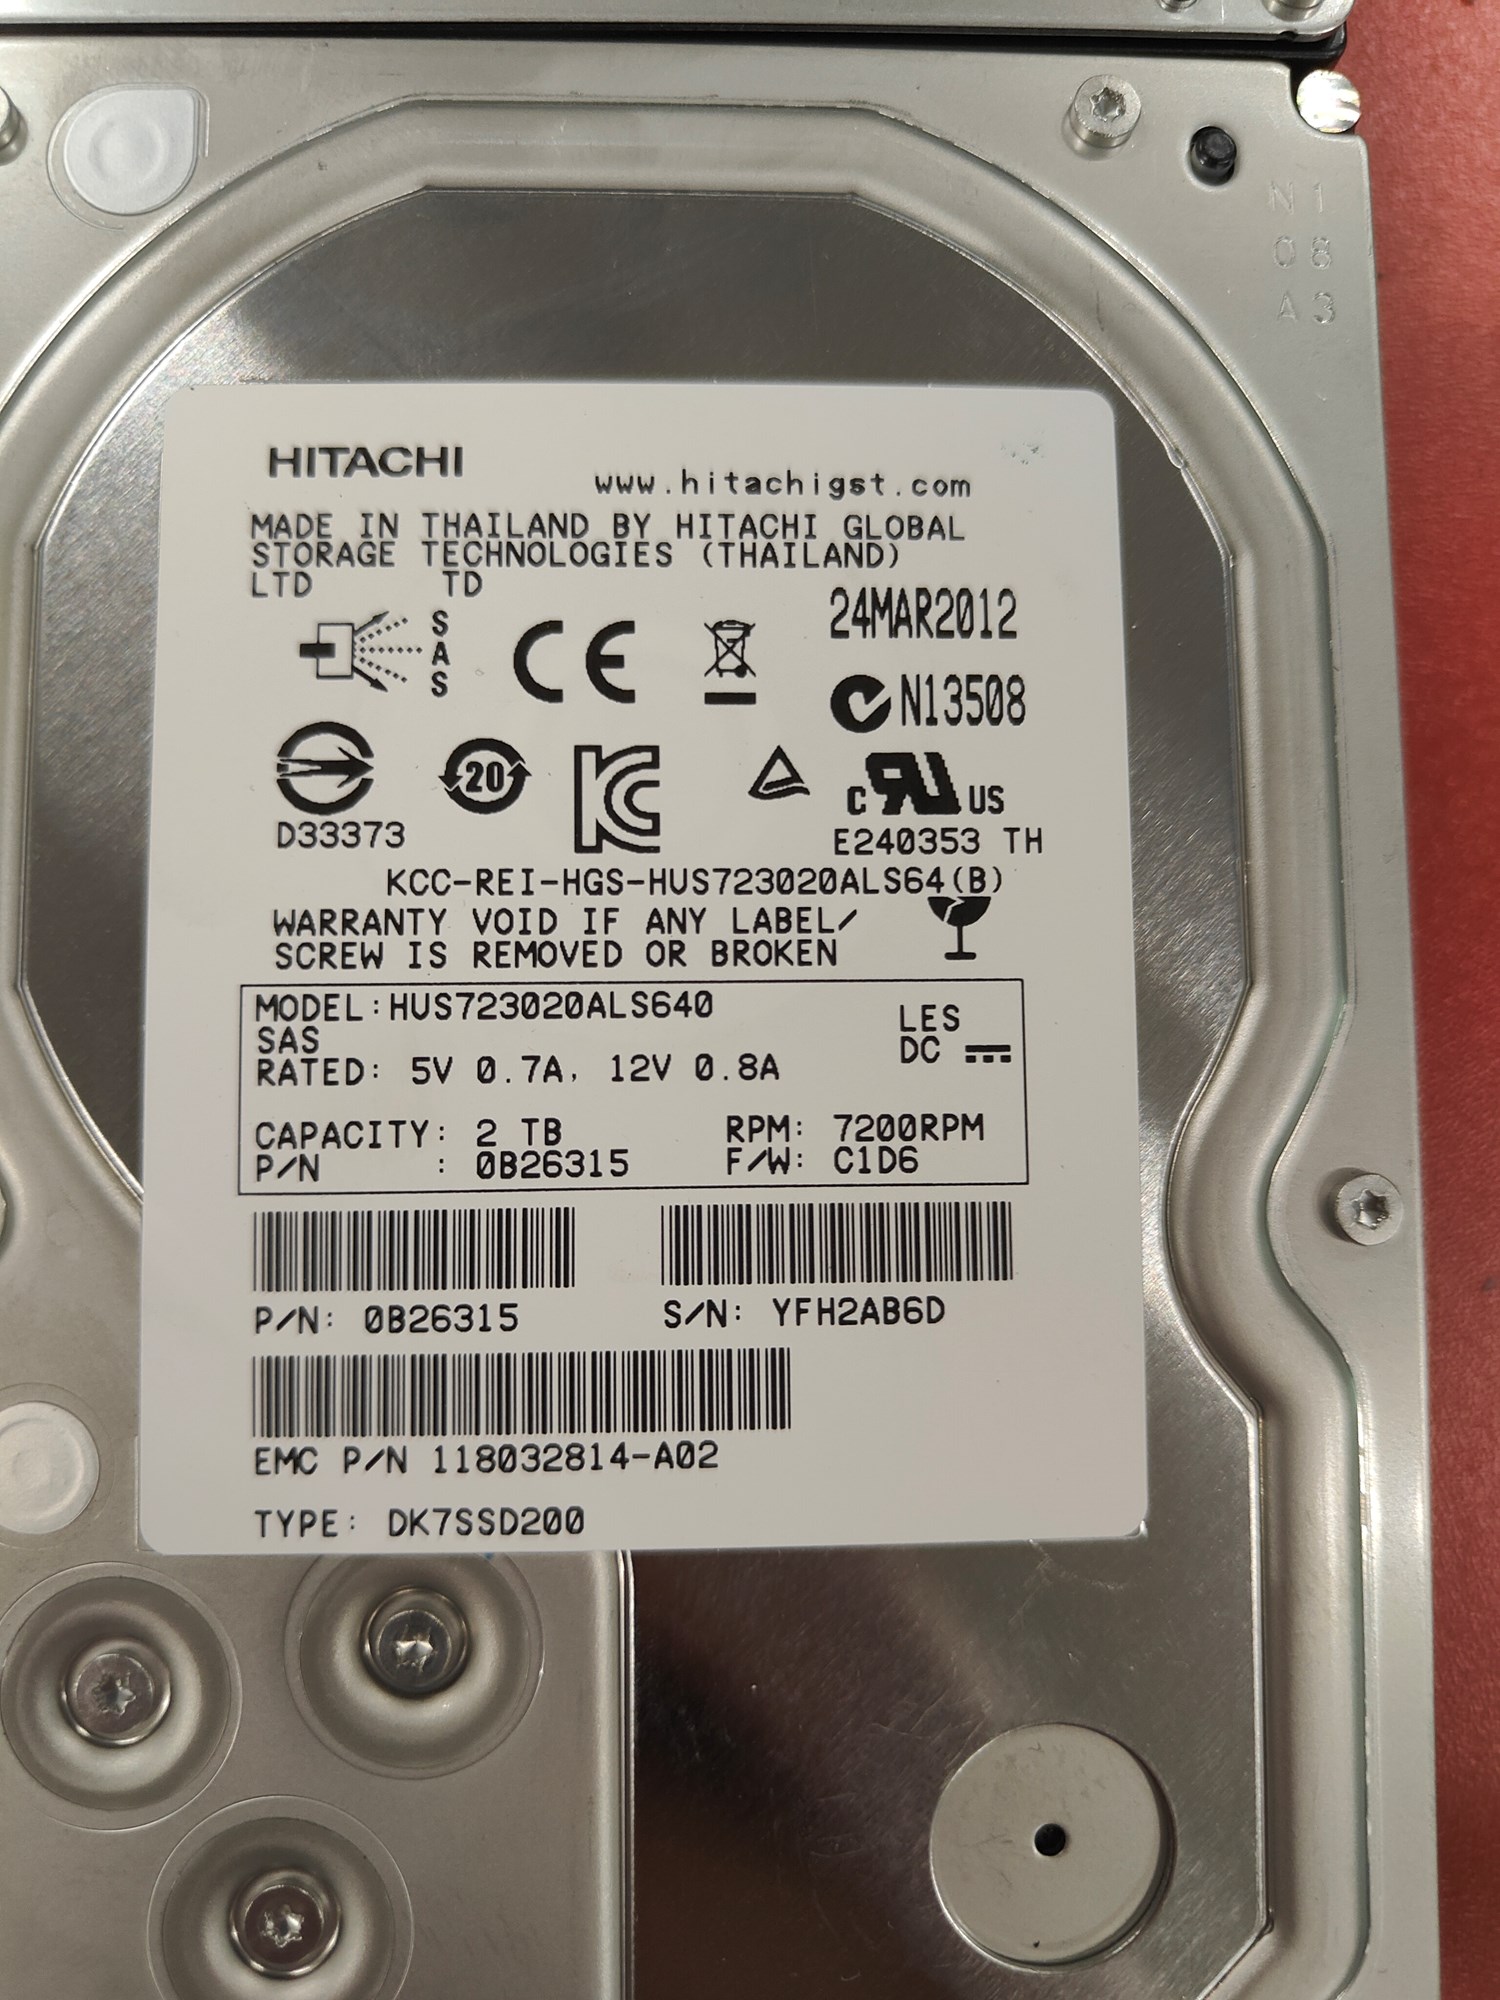 N 1
08
A 3
HITACHI
www.hitachigst.com
MADE IN THAILAND BY HITACHI GLOBAL
STORAGE TECHNOLOGIES (THAILAND)
LTD TD
24MAR2012
SAS
CE
N13508
20
D33373
C US
E240353 TH
KCC-REI-HGS-HUS723020ALS64(B)
WARRANTY VOID IF ANY LABEL/
SCREW IS REMOVED OR BROKEN
MODEL:HUS723020ALS640
LES
SAS
DC
RATED: 5V 0.7A, 12V 0.8A
CAPACITY: 2 TB RPM: 7200RPM
P/N : 0B26315 F/W: C1D6
P/N: 0B26315 S/N: YFH2AB6D
EMC P/N 118032814-A02
TYPE: DK7SSD200